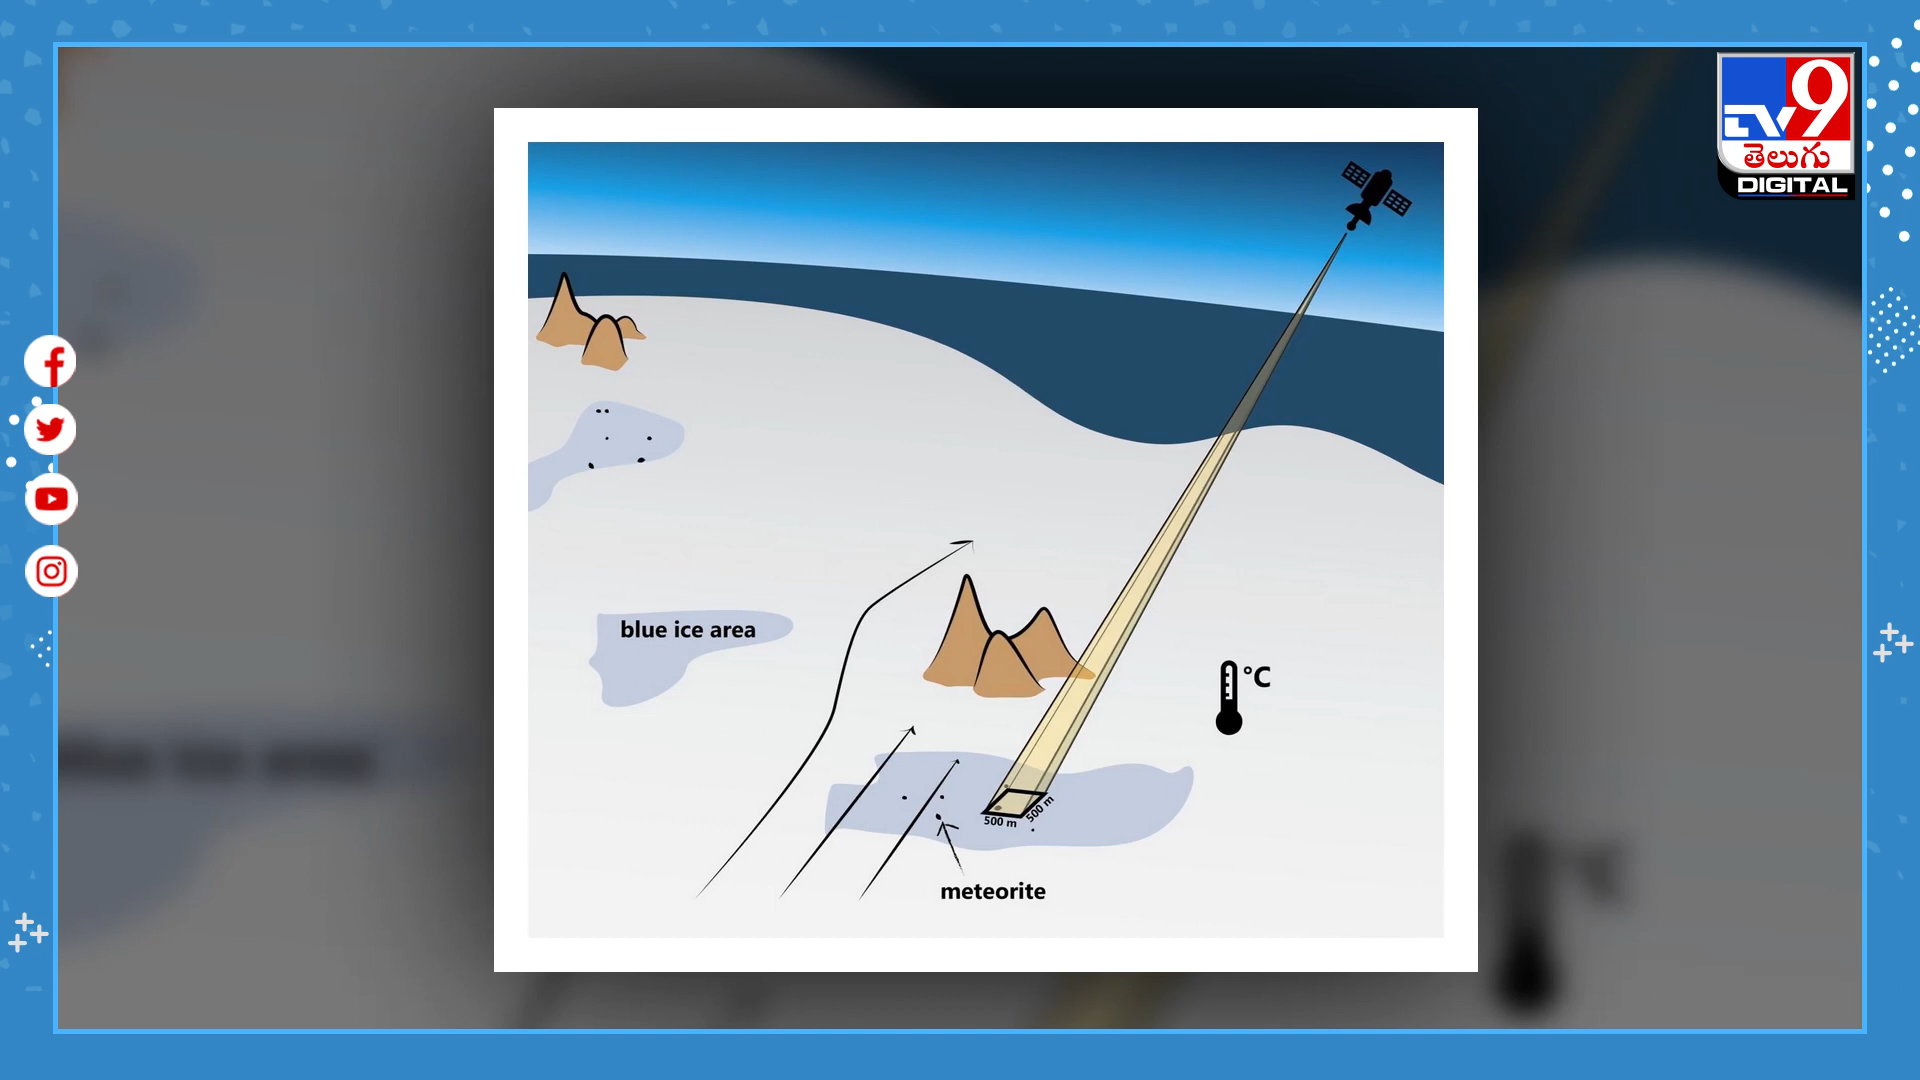 TV9
తెలుగు
DIGITAL
blue ice area
°C
500 m
500 m
meteorite